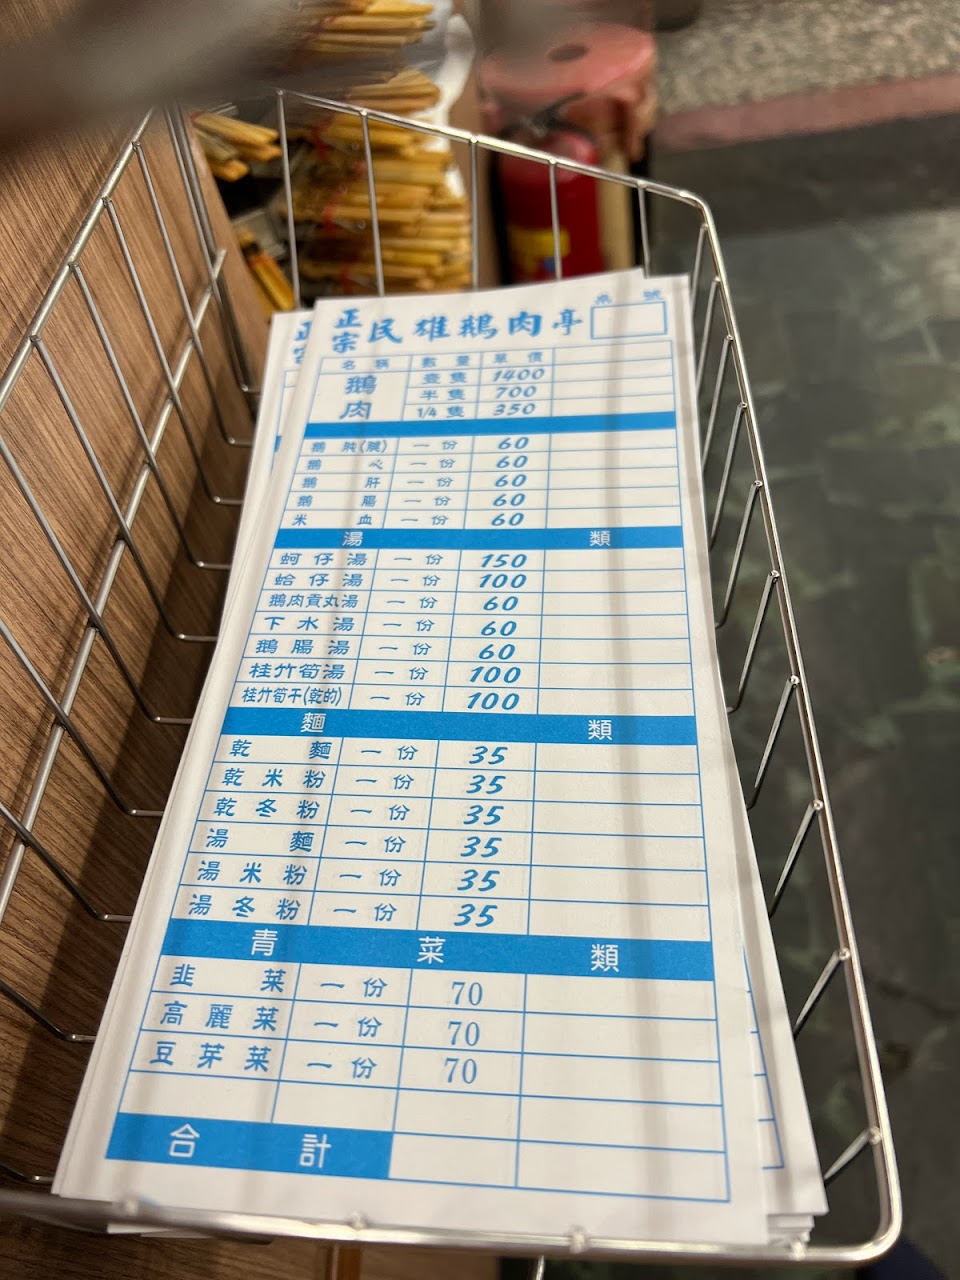 正宗民雄鵝肉亭 桌號
名稱 數量 單價
鵝肉 壹隻 1400
半隻 700
1/4隻 350
鵝肫(胘) 一份 60
鵝心 一份 60
鵝肝 一份 60
鵝腸 一份 60
米血 一份 60
湯類
蚵仔湯 一份 150
蛤仔湯 一份 100
鵝肉貢丸湯 一份 60
下水湯 一份 60
鵝腸湯 一份 60
桂竹筍湯 一份 100
桂竹筍干(乾的) 一份 100
麵類
乾麵 一份 35
乾米粉 一份 35
乾冬粉 一份 35
湯麵 一份 35
湯米粉 一份 35
湯冬粉 一份 35
青菜類
韭菜 一份 70
高麗菜 一份 70
豆芽菜 一份 70
合計